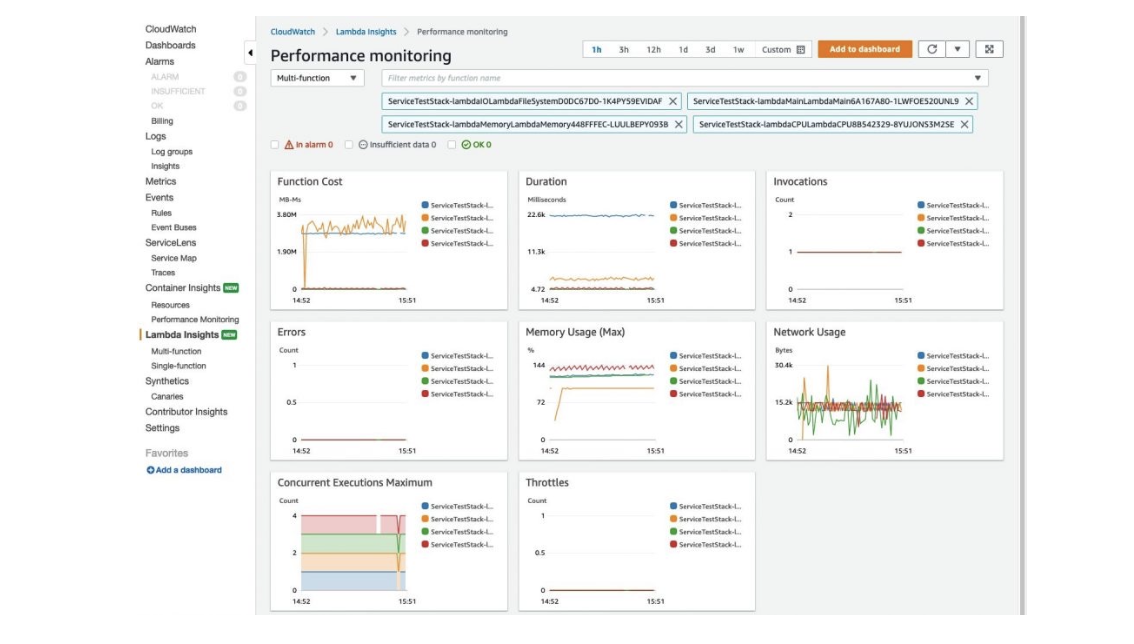 CloudWatch
Dashboards
Alarms
ALARM 0
INSUFFICIENT 0
OK 0
Billing
Logs
Log groups
Insights
Metrics
Events
Rules
Event Buses
ServiceLens
Service Map
Traces
Container Insights NEW
Resources
Performance Monitoring
Lambda Insights NEW
Multi-function
Single-function
Synthetics
Canaries
Contributor Insights
Settings
Favorites
Add a dashboard
CloudWatch > Lambda Insights > Performance monitoring
Performance monitoring
1h 3h 12h 1d 3d 1w Custom Add to dashboard
Multi-function Filter metrics by function name
ServiceTestStack-lambdaIOLambdaFileSystemD0DC67D0-1K4PY59EVIDAF ServiceTestStack-lambdaMainLambdaMain6A167A80-1LWFOE520UNL9
ServiceTestStack-lambdaMemoryLambdaMemory448FFFEC-LUULBEPY093B ServiceTestStack-lambdaCPULambdaCPU8B542329-8YUJONS3M2SE
In alarm 0 Insufficient data 0 OK 0
Function Cost
MB-Ms
3.80M
1.90M
0
14:52 15:51
ServiceTestStack-l...
ServiceTestStack-l...
ServiceTestStack-l...
ServiceTestStack-l...
Duration
Milliseconds
22.6k
11.3k
4.72
14:52 15:51
ServiceTestStack-l...
ServiceTestStack-l...
ServiceTestStack-l...
ServiceTestStack-l...
Invocations
Count
2
1
0
14:52 15:51
ServiceTestStack-l...
ServiceTestStack-l...
ServiceTestStack-l...
ServiceTestStack-l...
Errors
Count
1
0.5
0
14:52 15:51
ServiceTestStack-l...
ServiceTestStack-l...
ServiceTestStack-l...
ServiceTestStack-l...
Memory Usage (Max)
%
144
72
0
14:52 15:51
ServiceTestStack-l...
ServiceTestStack-l...
ServiceTestStack-l...
ServiceTestStack-l...
Network Usage
Bytes
30.4k
15.2k
0
14:52 15:51
ServiceTestStack-l...
ServiceTestStack-l...
ServiceTestStack-l...
ServiceTestStack-l...
Concurrent Executions Maximum
Count
4
2
0
14:52 15:51
ServiceTestStack-l...
ServiceTestStack-l...
ServiceTestStack-l...
ServiceTestStack-l...
Throttles
Count
1
0.5
0
14:52 15:51
ServiceTestStack-l...
ServiceTestStack-l...
ServiceTestStack-l...
ServiceTestStack-l...